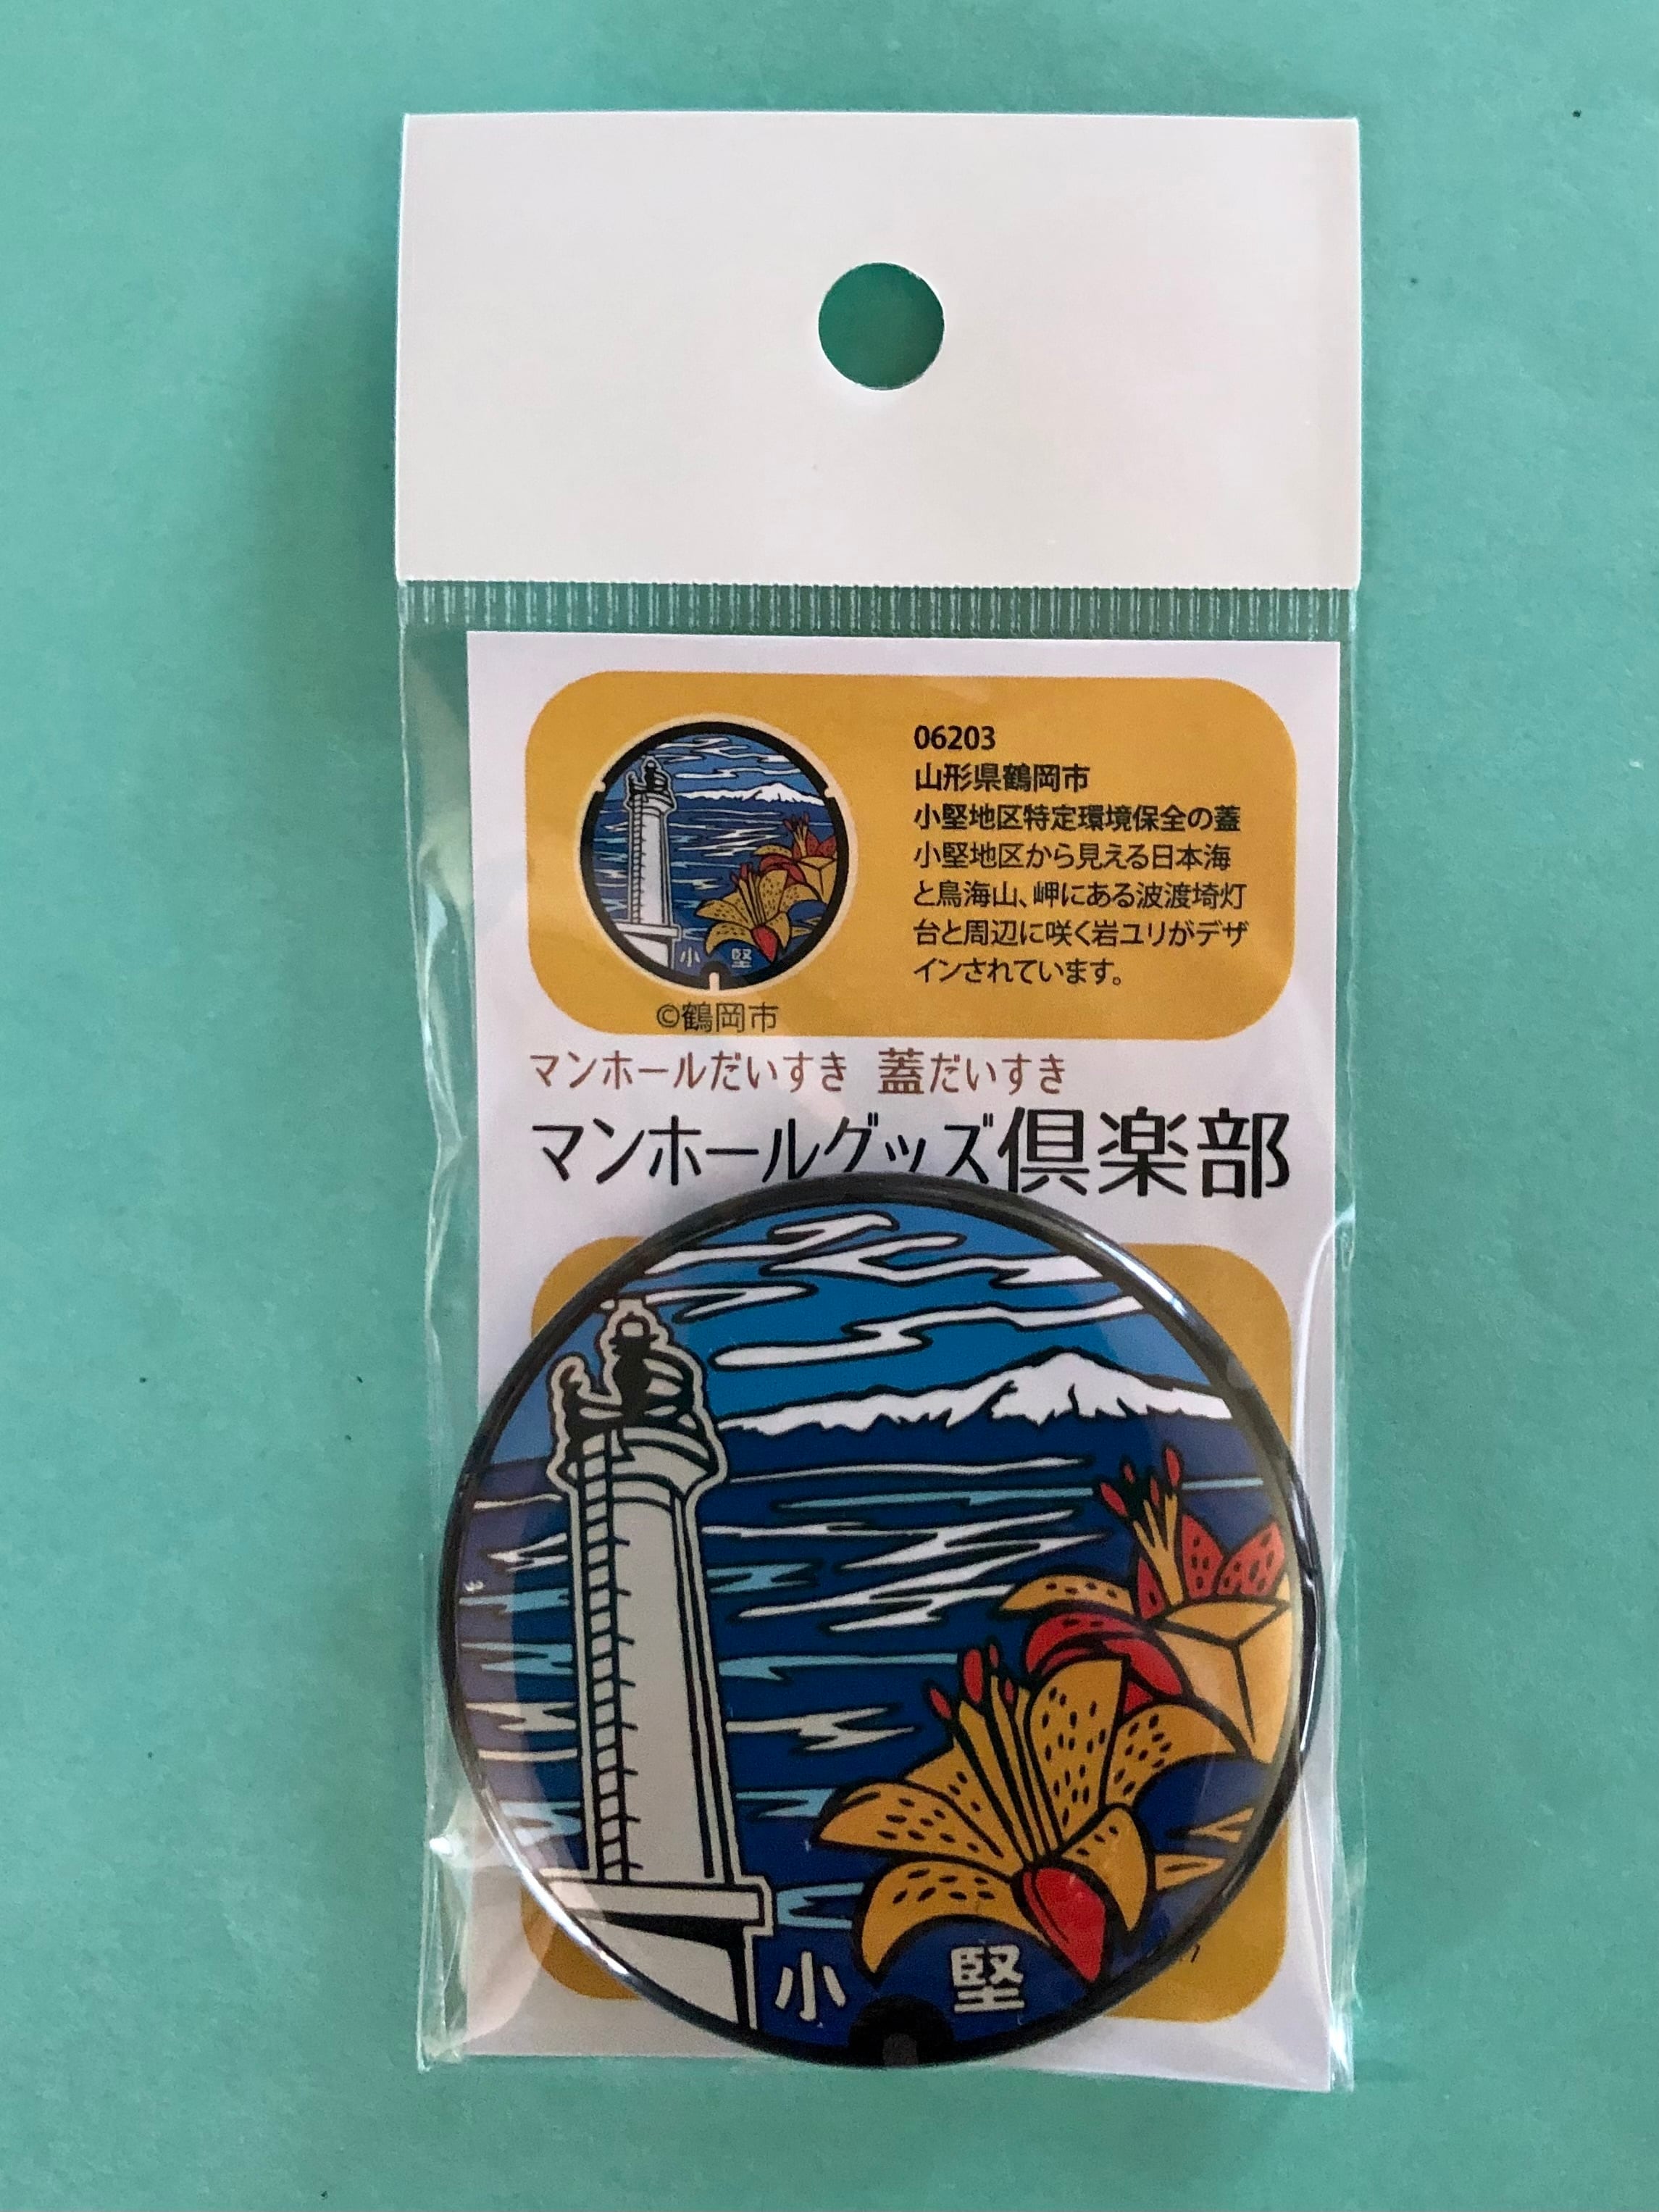 06203
山形県鶴岡市
小堅地区特定環境保全の蓋
小堅地区から見える日本海
と鳥海山、岬にある波渡埼灯
台と周辺に咲く岩ユリがデザ
インされています。
小 堅
©鶴岡市
マンホールだいすき 蓋だいすき
マンホールグッズ倶楽部
小 堅